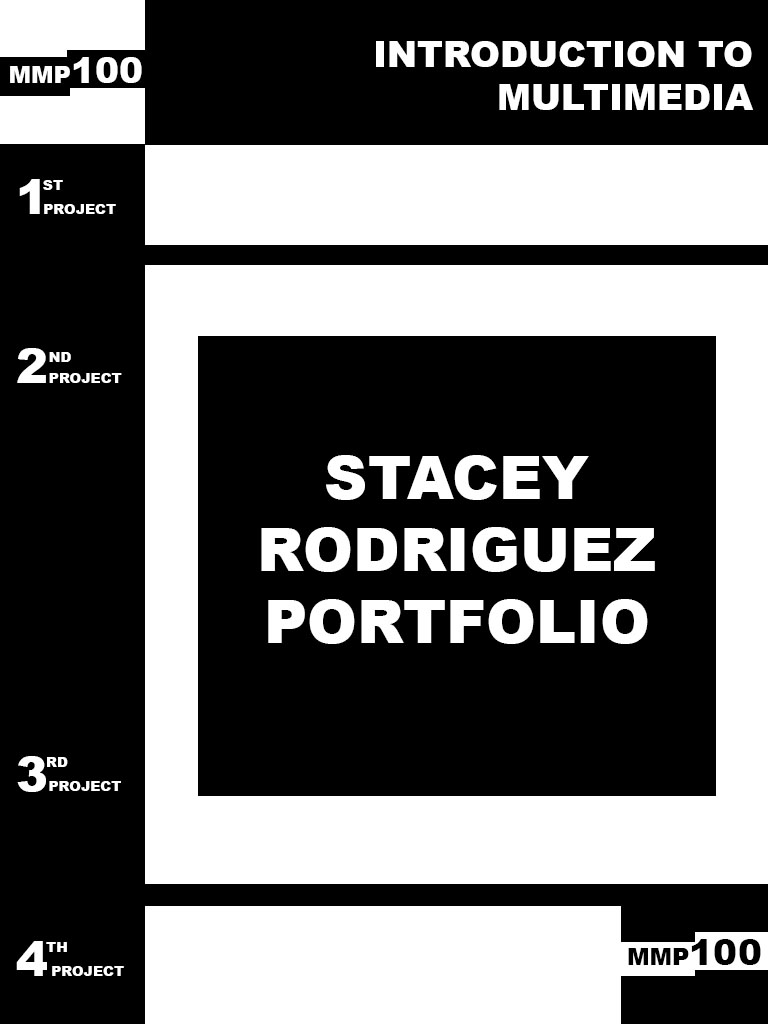 MMP100
INTRODUCTION TO
MULTIMEDIA
1ST
PROJECT
2ND
PROJECT
STACEY
RODRIGUEZ
PORTFOLIO
3RD
PROJECT
4TH
PROJECT
MMP100